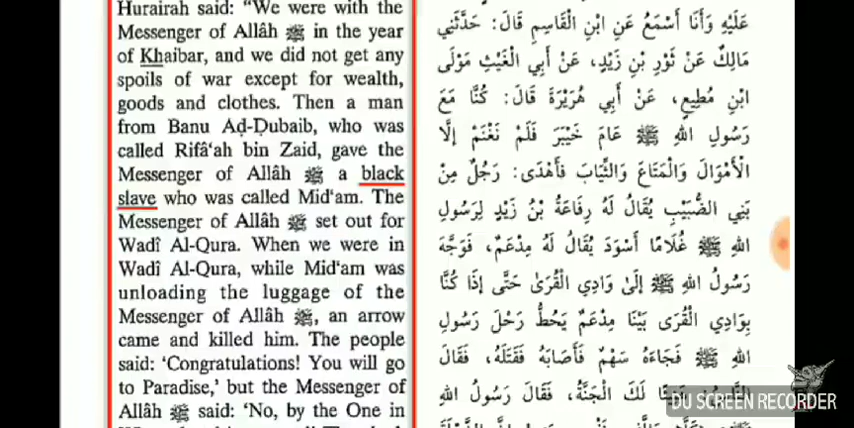 Hurairah said: "We were with the
Messenger of Allâh ﷺ in the year
of Khaibar, and we did not get any
spoils of war except for wealth,
goods and clothes. Then a man
from Banu Aḍ-Ḍubaib, who was
called Rifâ'ah bin Zaid, gave the
Messenger of Allâh ﷺ a black
slave who was called Mid'am. The
Messenger of Allâh ﷺ set out for
Wadî Al-Qura. When we were in
Wadî Al-Qura, while Mid'am was
unloading the luggage of the
Messenger of Allâh ﷺ, an arrow
came and killed him. The people
said: 'Congratulations! You will go
to Paradise,' but the Messenger of
Allâh ﷺ said: 'No, by the One in
عَلَيْهِ وَأَنَا أَسْمَعُ عَنِ ابْنِ الْقَاسِمِ قَالَ: حَدَّثَنِي
مَالِكٌ عَنْ ثَوْرِ بْنِ زَيْدٍ، عَنْ أَبِي الْغَيْثِ مَوْلَى
ابْنِ مُطِيعٍ، عَنْ أَبِي هُرَيْرَةَ قَالَ: كُنَّا مَعَ
رَسُولِ اللهِ ﷺ عَامَ خَيْبَرَ فَلَمْ نَغْنَمْ إِلَّا
الْأَمْوَالَ وَالْمَتَاعَ وَالثِّيَابَ فَأَهْدَى: رَجُلٌ مِنْ
بَنِي الضُّبَيْبِ يُقَالُ لَهُ رِفَاعَةُ بْنُ زَيْدٍ لِرَسُولِ
اللهِ ﷺ غُلَامًا أَسْوَدَ يُقَالُ لَهُ مِدْعَمٌ، فَوَجَّهَ
رَسُولُ اللهِ ﷺ إِلَى وَادِي الْقُرَى حَتَّى إِذَا كُنَّا
بِوَادِي الْقُرَى بَيْنَا مِدْعَمٌ يَحُطُّ رَحْلَ رَسُولِ
اللهِ ﷺ فَجَاءَهُ سَهْمٌ فَأَصَابَهُ فَقَتَلَهُ، فَقَالَ
لَكَ الْجَنَّةُ، فَقَالَ رَسُولُ اللهِ
DU SCREEN RECORDER